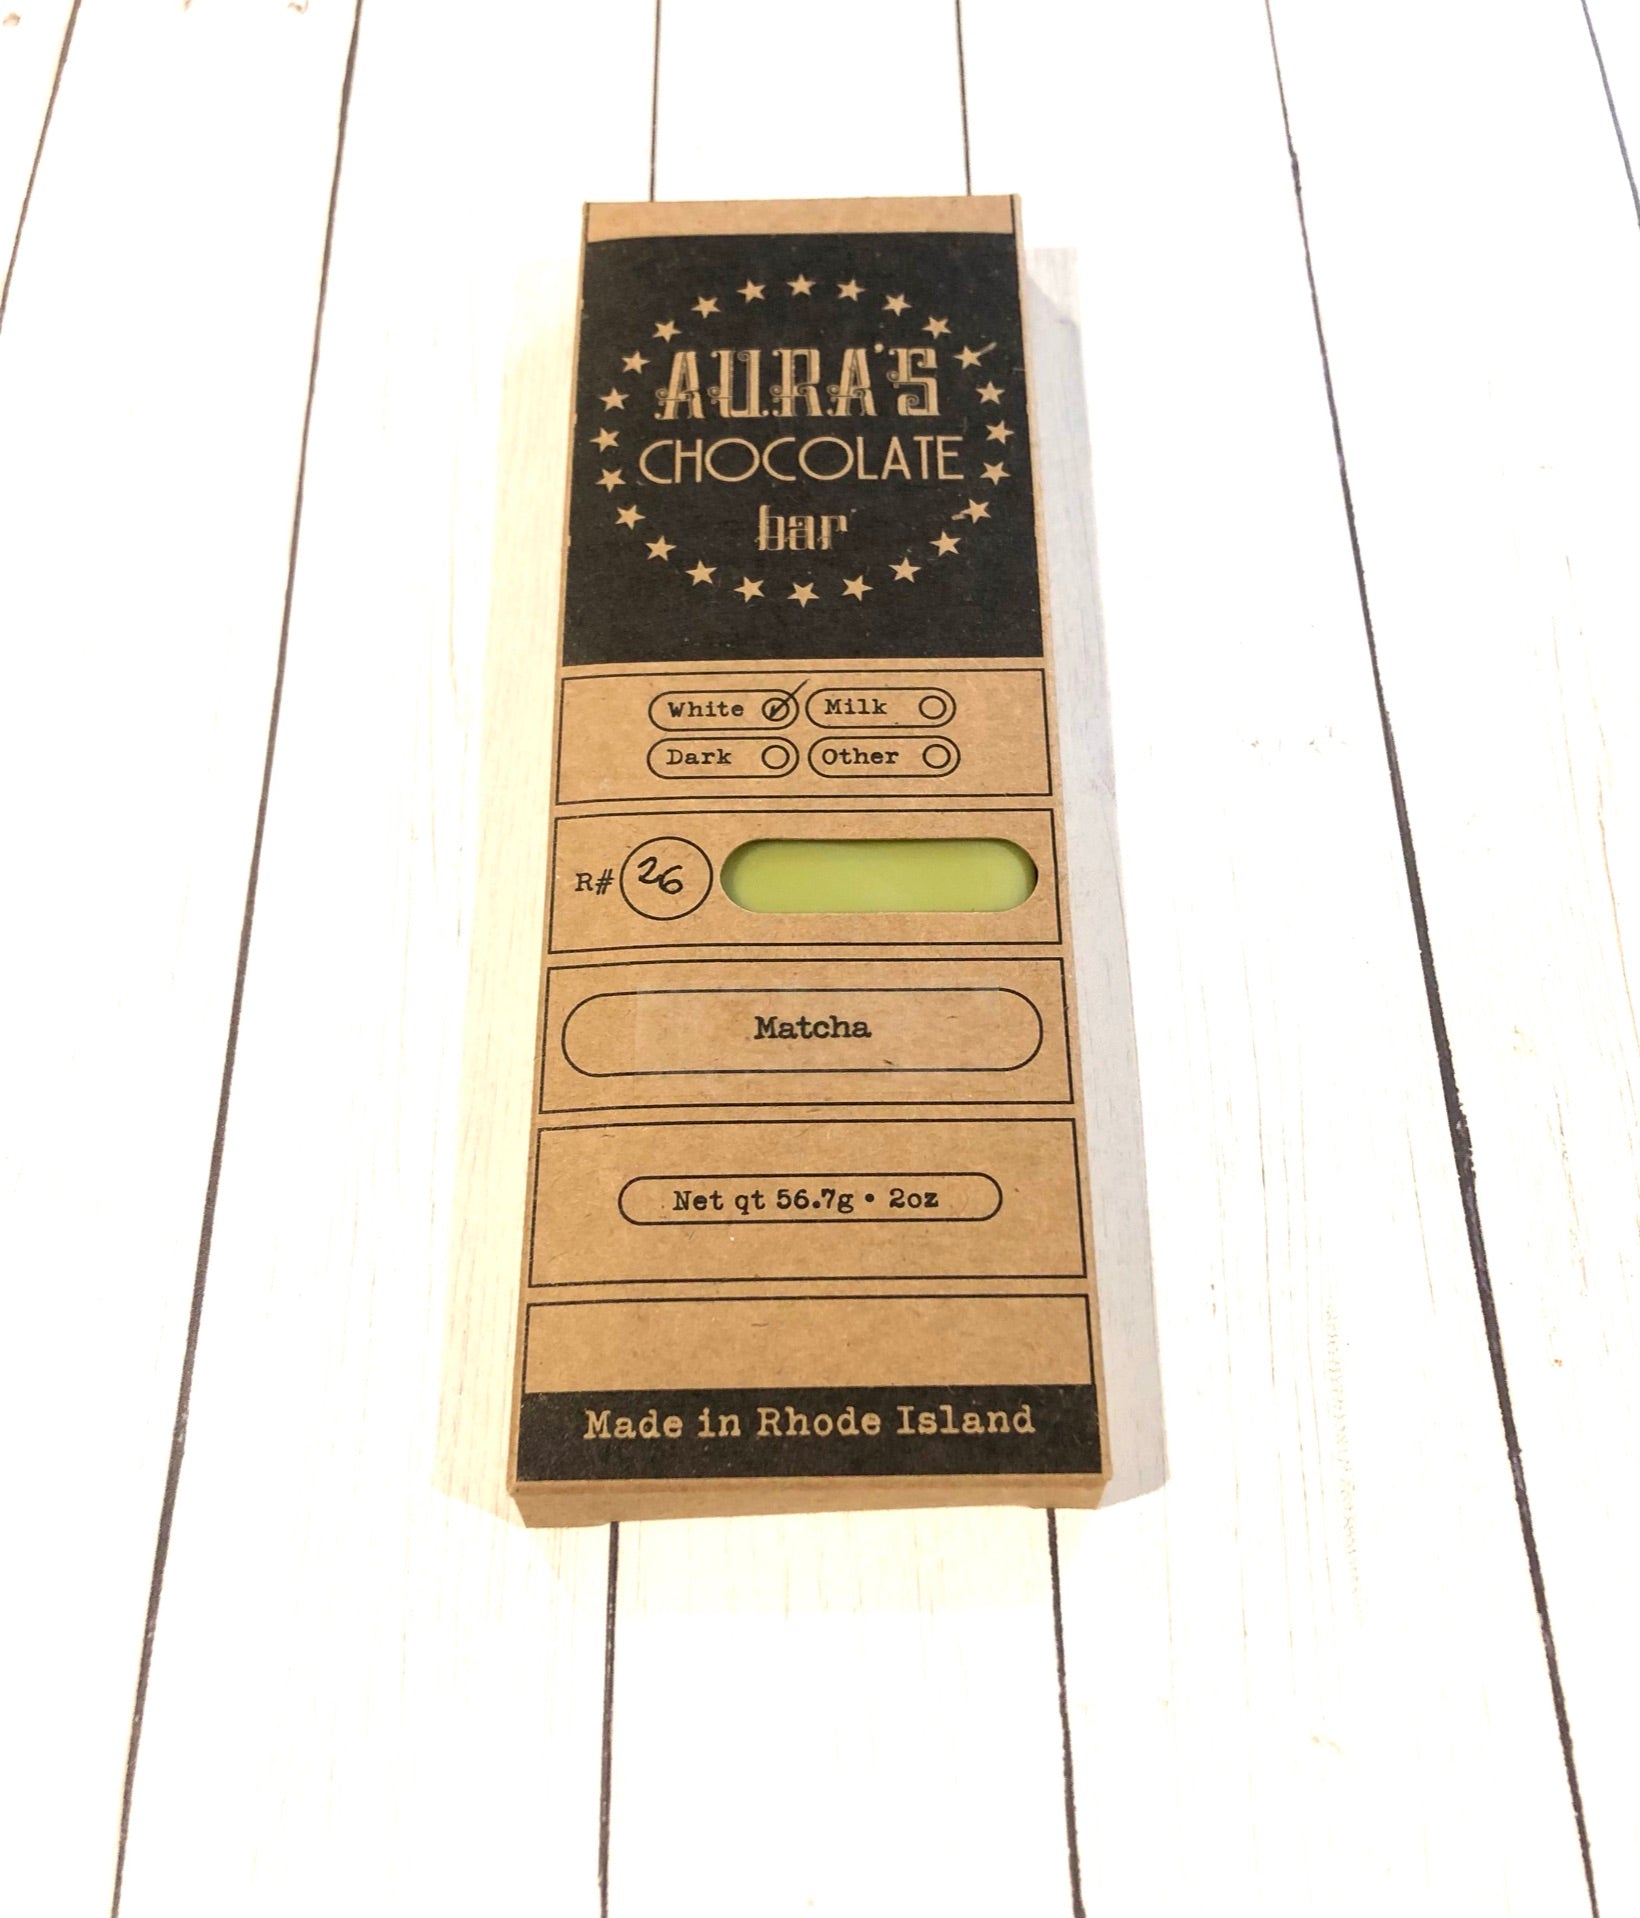 AURA'S
CHOCOLATE
bar
White Milk
Dark Other
R# 26
Matcha
Net qt 56.7g • 2oz
Made in Rhode Island